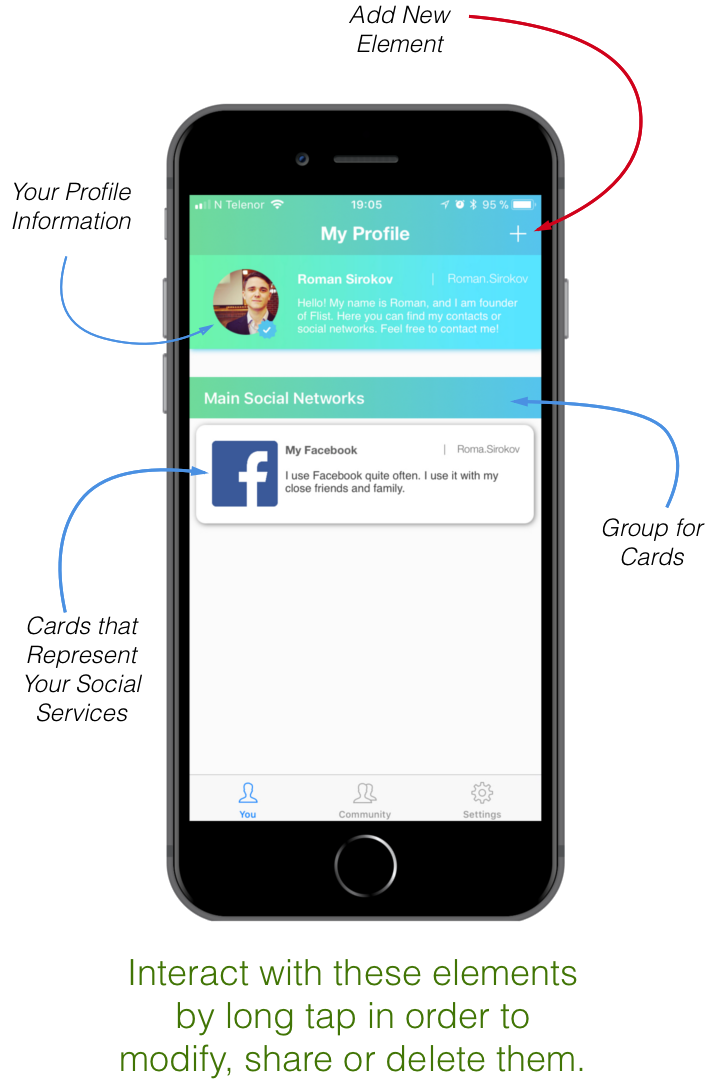 Add New
Element
Your Profile
Information
N Telenor 19:05 95 %
My Profile +
Roman Sirokov | Roman.Sirokov
Hello! My name is Roman, and I am founder
of Flist. Here you can find my contacts or
social networks. Feel free to contact me!
Main Social Networks
My Facebook | Roma.Sirokov
I use Facebook quite often. I use it with my
close friends and family.
Group for
Cards
Cards that
Represent
Your Social
Services
You Community Settings
Interact with these elements
by long tap in order to
modify, share or delete them.